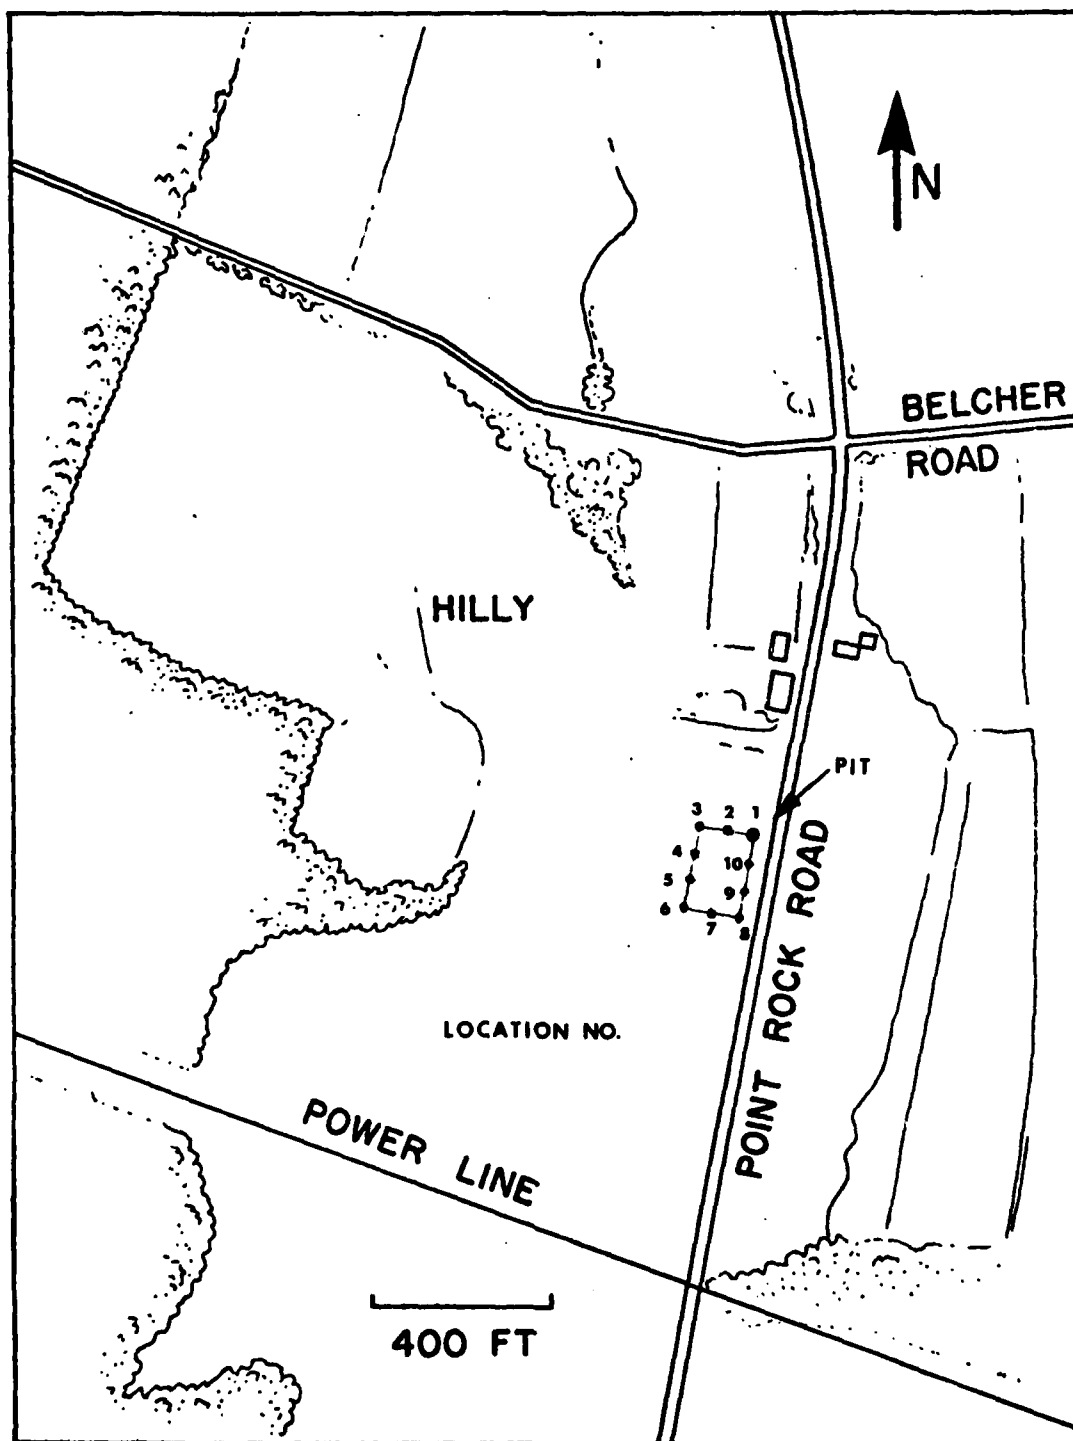 N
BELCHER
ROAD
HILLY
PIT
3 2 1
4 10
5 9
6 7 8
POINT ROCK ROAD
LOCATION NO.
POWER LINE
400 FT